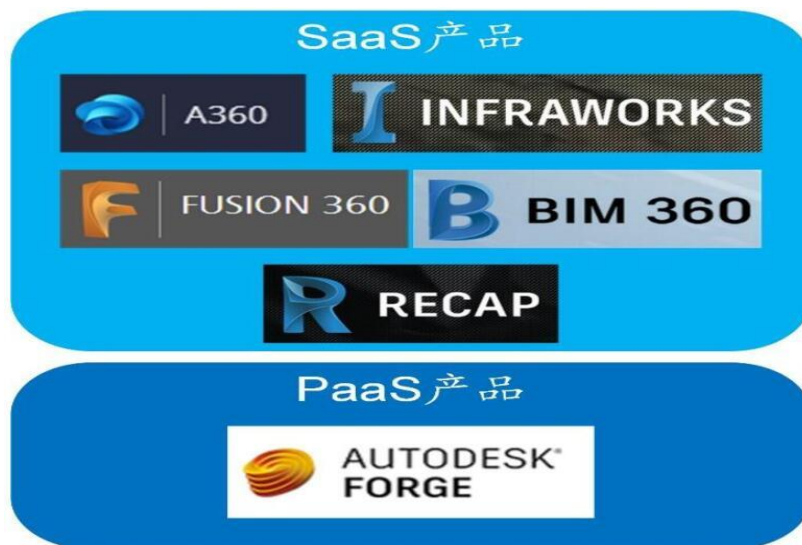 SaaS产品
A360
INFRAWORKS
FUSION 360
BIM 360
RECAP
PaaS产品
AUTODESK®
FORGE